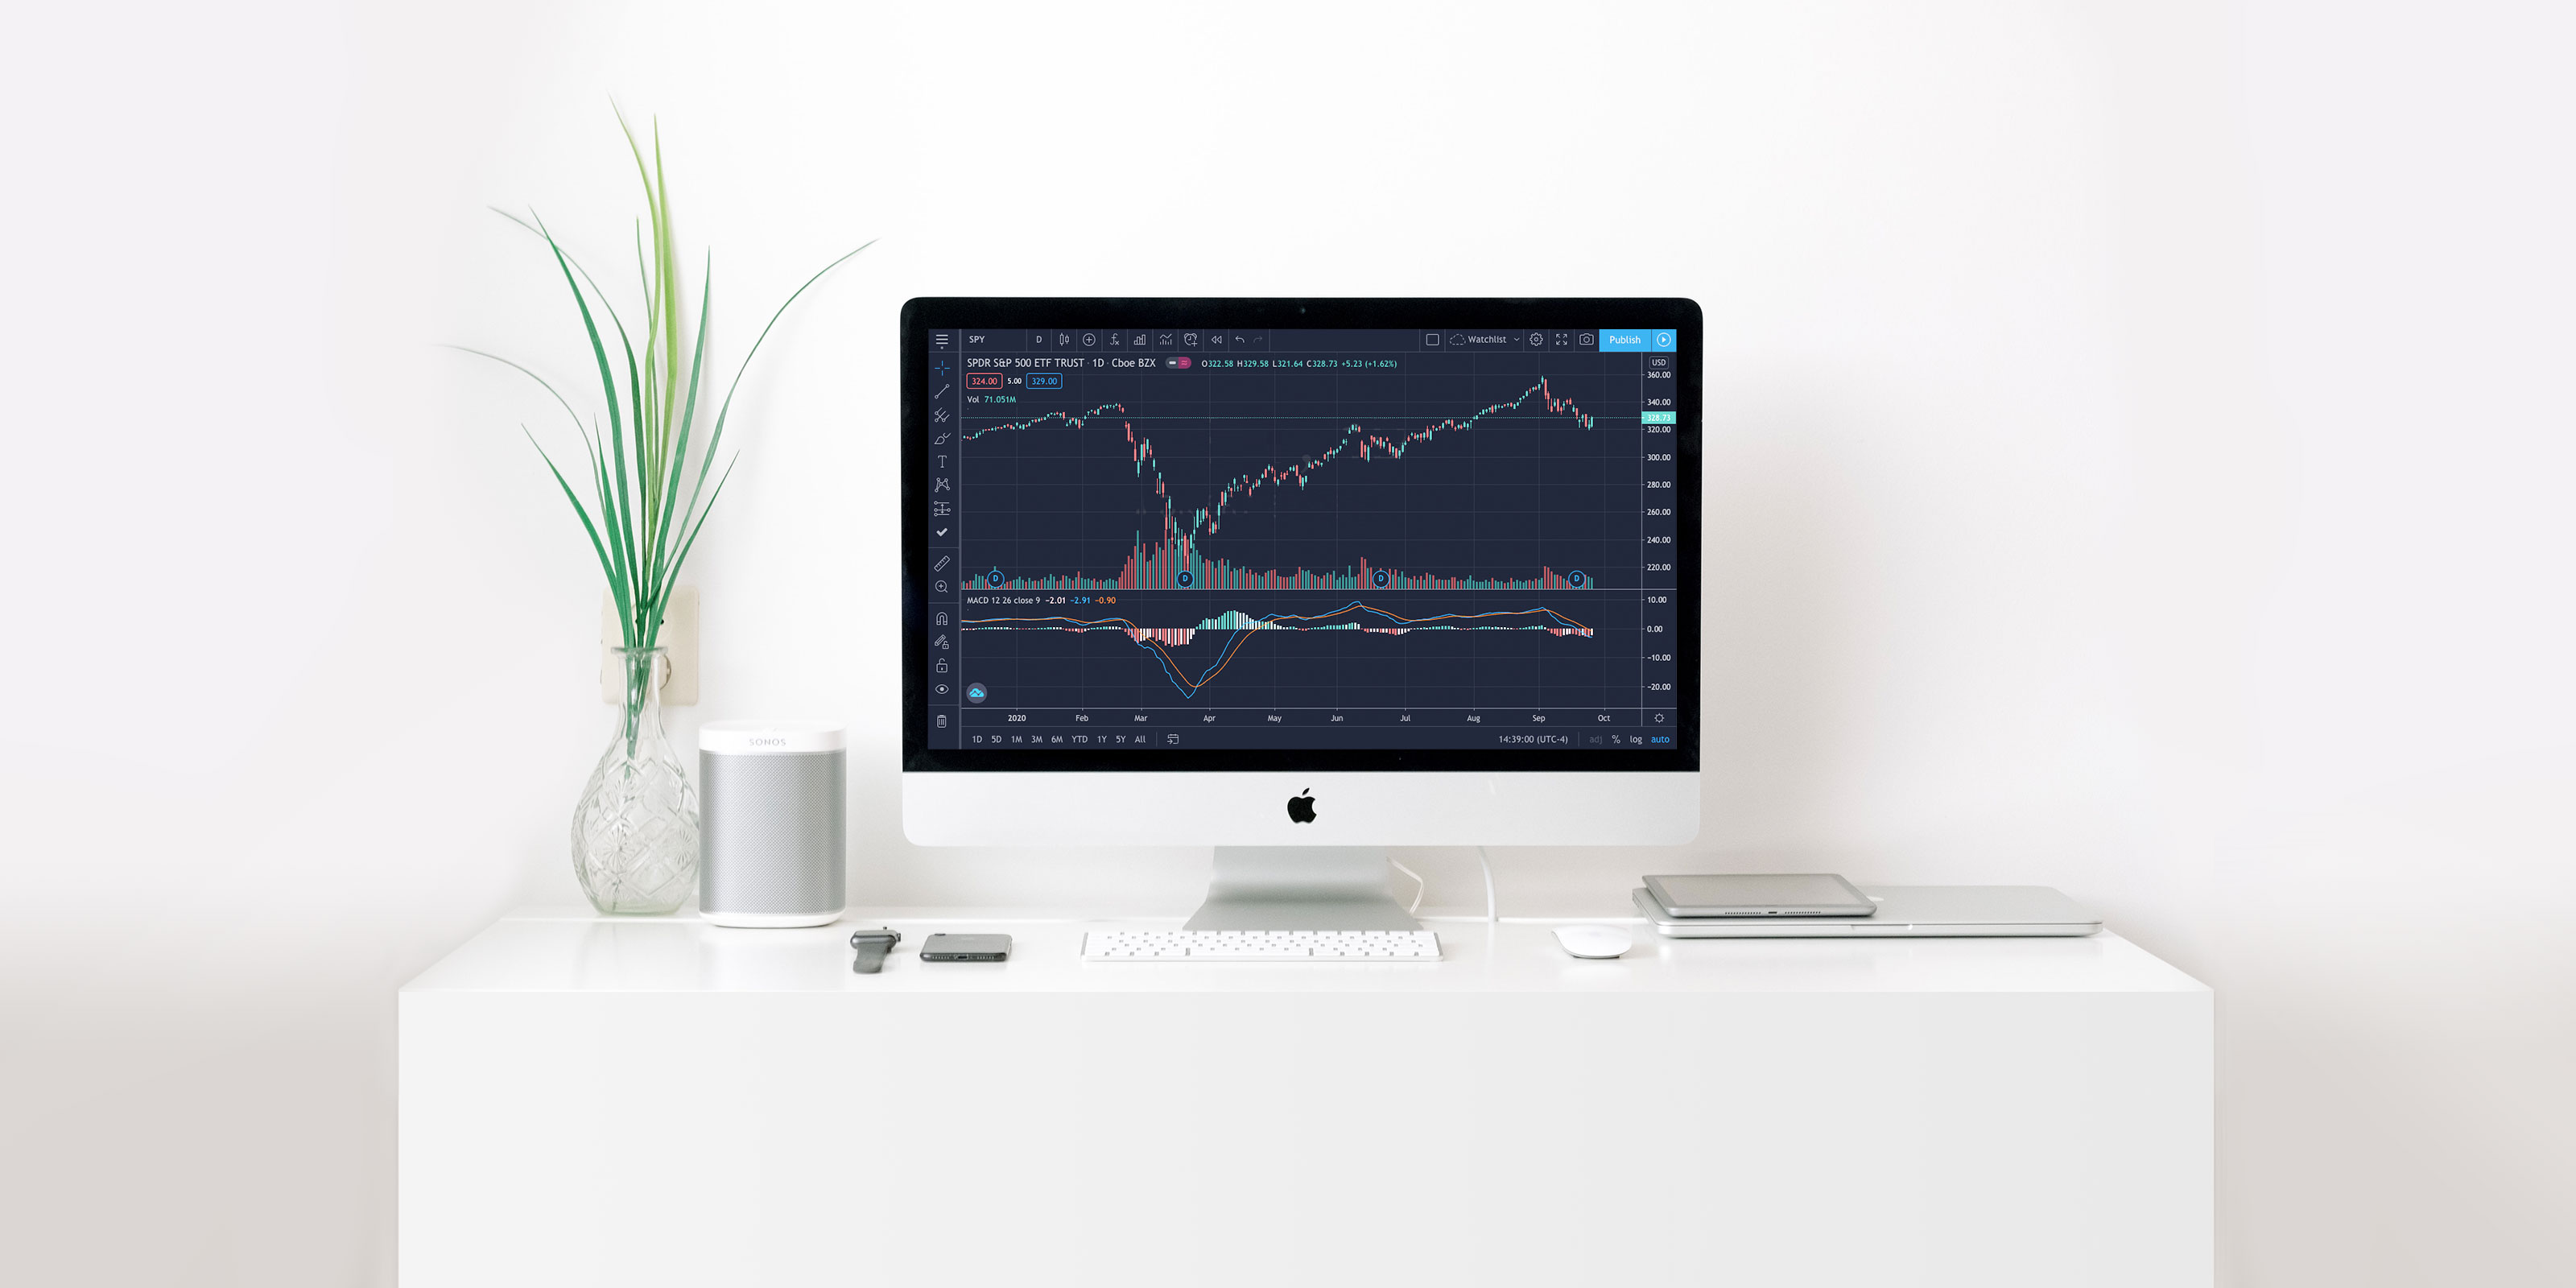 SPY D Watchlist Publish
SPDR S&P 500 ETF TRUST · 1D · Cboe BZX O322.58 H329.58 L321.64 C328.73 +5.23 (+1.62%) USD
324.00 5.00 329.00
Vol 71.051M
360.00
340.00
328.73
320.00
300.00
280.00
260.00
240.00
220.00
D D D D
MACD 12 26 close 9 −2.01 −2.91 −0.90
10.00
0.00
−10.00
−20.00
2020 Feb Mar Apr May Jun Jul Aug Sep Oct
1D 5D 1M 3M 6M YTD 1Y 5Y All 14:39:00 (UTC-4) adj % log auto
SONOS